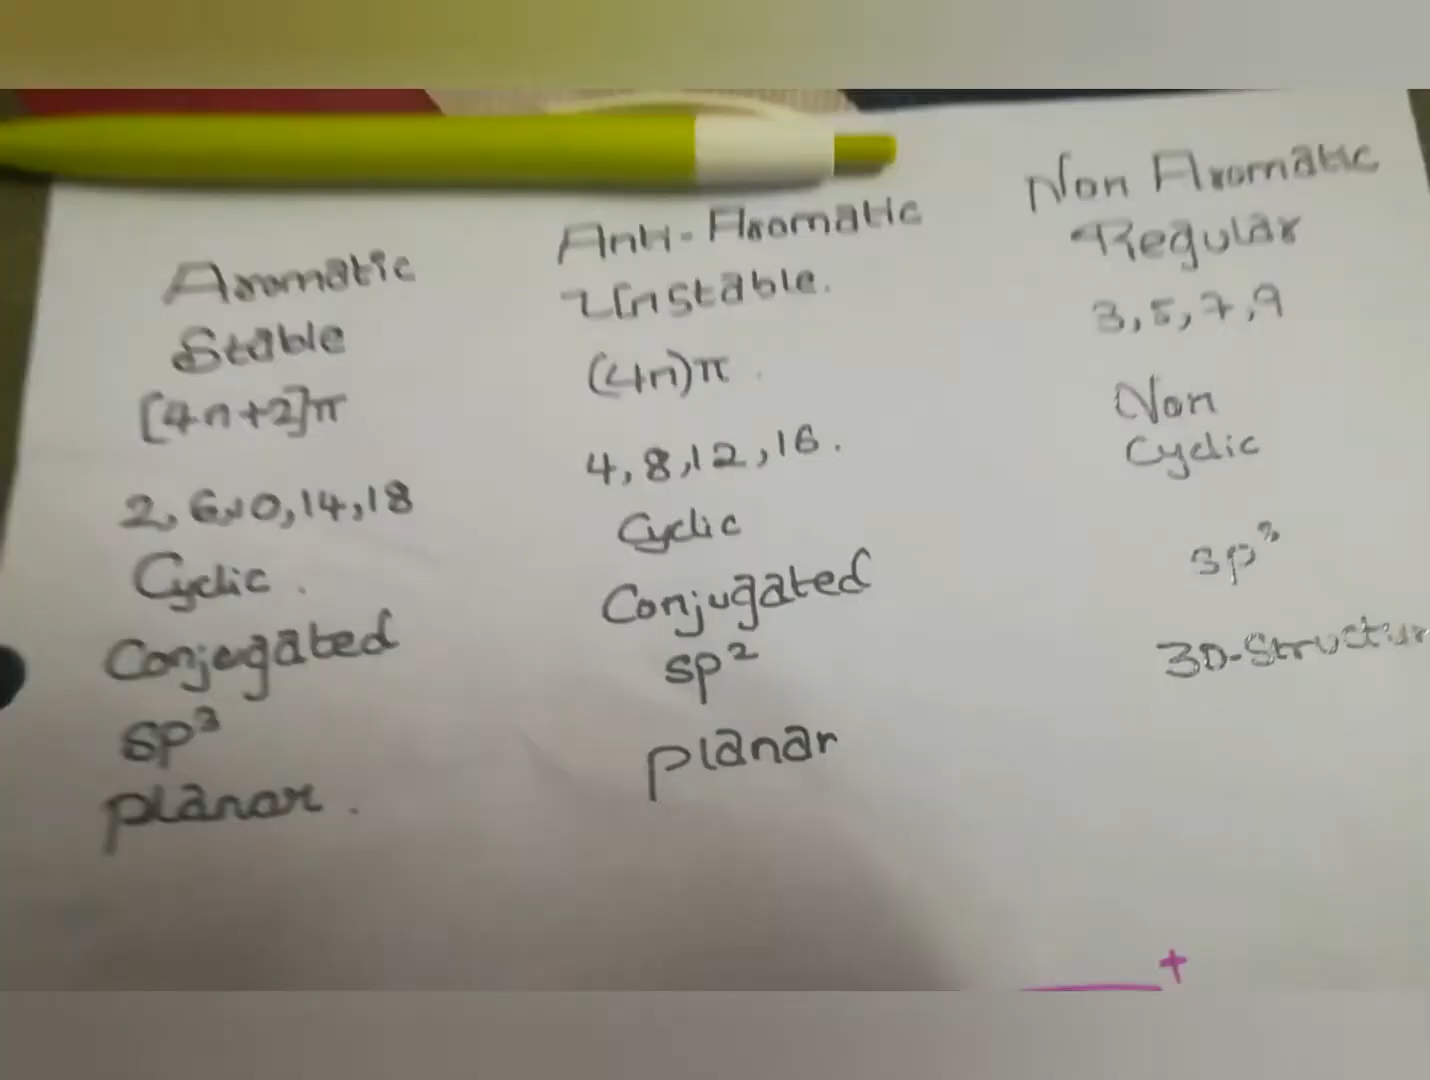 Aromatic
Stable
[4n+2]π
2, 6,10,14,18
Cyclic.
Conjugated
sp³
planar.
Anti-Aromatic
Unstable.
(4n)π.
4,8,12,16.
Cyclic
Conjugated
sp²
planar
Non Aromatic
Regular
3,5,7,9
Non
Cyclic
sp³
3D-Structur
+